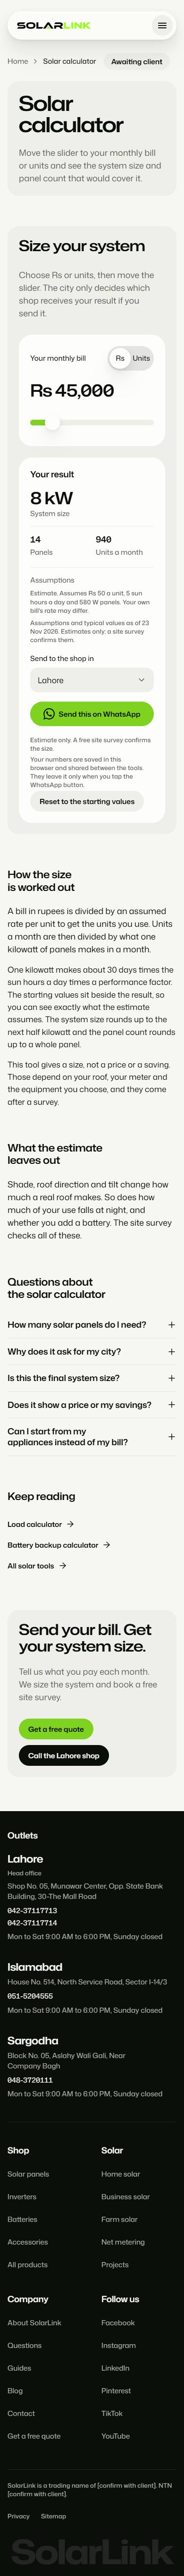 SOLARLINK
Home > Solar calculator
Awaiting client
Solar
calculator
Move the slider to your monthly bill
or units and see the system size and
panel count that would cover it.
Size your system
Choose Rs or units, then move the
slider. The city only decides which
shop receives your result if you
send it.
Your monthly bill
Rs Units
Rs 45,000
Your result
8 kW
System size
14 940
Panels Units a month
Assumptions
Estimate. Assumes Rs 50 a unit, 5 sun
hours a day and 580 W panels. Your own
bill's rate may differ.
Assumptions and typical values as of 23
Nov 2026. Estimates only: a site survey
confirms them.
Send to the shop in
Lahore
Send this on WhatsApp
Estimate only. A free site survey confirms
the size.
Your numbers are saved in this
browser and shared between the tools.
They leave it only when you tap the
WhatsApp button.
Reset to the starting values
How the size
is worked out
A bill in rupees is divided by an assumed
rate per unit to get the units you use. Units
a month are then divided by what one
kilowatt of panels makes in a month.
One kilowatt makes about 30 days times the
sun hours a day times a performance factor.
The starting values sit beside the result, so
you can see exactly what the estimate
assumes. The system size rounds up to the
next half kilowatt and the panel count rounds
up to a whole panel.
This tool gives a size, not a price or a saving.
Those depend on your roof, your meter and
the equipment you choose, and they come
after a survey.
What the estimate
leaves out
Shade, roof direction and tilt change how
much a real roof makes. So does how
much of your use falls at night, and
whether you add a battery. The site survey
checks all of these.
Questions about
the solar calculator
How many solar panels do I need?
Why does it ask for my city?
Is this the final system size?
Does it show a price or my savings?
Can I start from my
appliances instead of my bill?
Keep reading
Load calculator
Battery backup calculator
All solar tools
Send your bill. Get
your system size.
Tell us what you pay each month.
We size the system and book a free
site survey.
Get a free quote
Call the Lahore shop
Outlets
Lahore
Head office
Shop No. 05, Munawar Center, Opp. State Bank
Building, 30-The Mall Road
042-37117713
042-37117714
Mon to Sat 9:00 AM to 6:00 PM, Sunday closed
Islamabad
House No. 514, North Service Road, Sector I-14/3
051-5204555
Mon to Sat 9:00 AM to 6:00 PM, Sunday closed
Sargodha
Block No. 05, Aslahy Wali Gali, Near
Company Bagh
048-3720111
Mon to Sat 9:00 AM to 6:00 PM, Sunday closed
Shop
Solar panels
Inverters
Batteries
Accessories
All products
Solar
Home solar
Business solar
Farm solar
Net metering
Projects
Company
About SolarLink
Questions
Guides
Blog
Contact
Get a free quote
Follow us
Facebook
Instagram
LinkedIn
Pinterest
TikTok
YouTube
SolarLink is a trading name of [confirm with client]. NTN
[confirm with client].
Privacy Sitemap
SolarLink